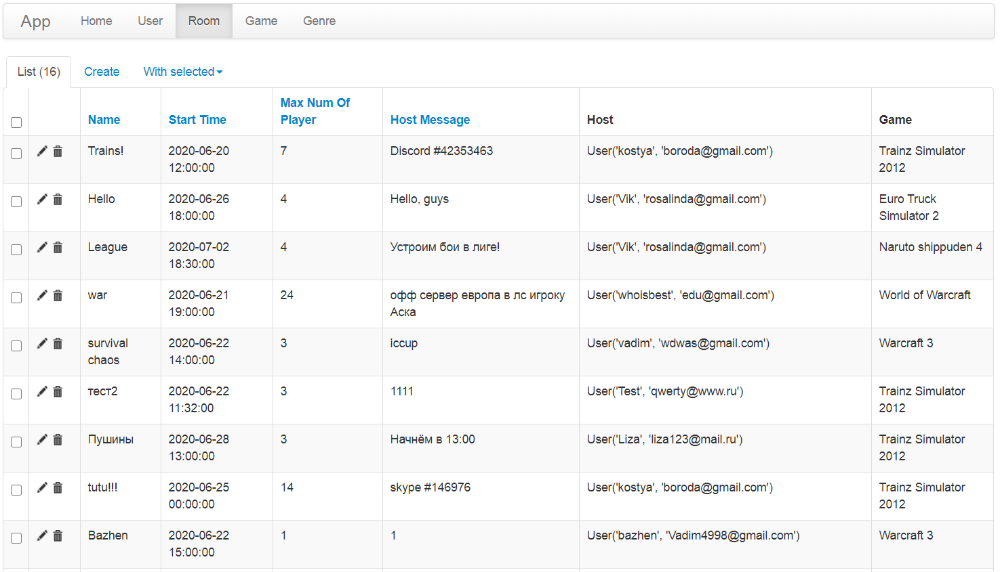 App Home User Room Game Genre
List (16) Create With selected
Name Start Time Max Num Of Player Host Message Host Game
Trains! 2020-06-20 12:00:00 7 Discord #42353463 User('kostya', 'boroda@gmail.com') Trainz Simulator 2012
Hello 2020-06-26 18:00:00 4 Hello, guys User('Vik', 'rosalinda@gmail.com') Euro Truck Simulator 2
League 2020-07-02 18:30:00 4 Устроим бои в лиге! User('Vik', 'rosalinda@gmail.com') Naruto shippuden 4
war 2020-06-21 19:00:00 24 офф сервер европа в лс игроку Аска User('whoisbest', 'edu@gmail.com') World of Warcraft
survival chaos 2020-06-22 14:00:00 3 iccup User('vadim', 'wdwas@gmail.com') Warcraft 3
тест2 2020-06-22 11:32:00 3 1111 User('Test', 'qwerty@www.ru') Trainz Simulator 2012
Пушины 2020-06-28 13:00:00 3 Начнём в 13:00 User('Liza', 'liza123@mail.ru') Trainz Simulator 2012
tutu!!! 2020-06-25 00:00:00 14 skype #146976 User('kostya', 'boroda@gmail.com') Trainz Simulator 2012
Bazhen 2020-06-22 15:00:00 1 1 User('bazhen', 'Vadim4998@gmail.com') Warcraft 3